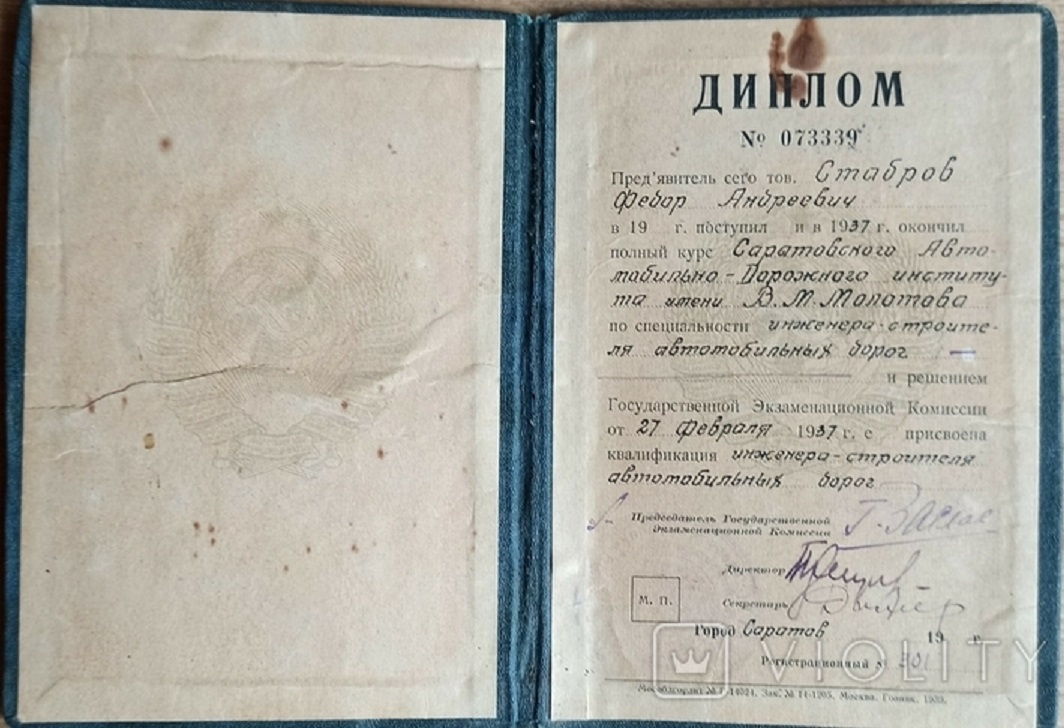 ДИПЛОМ
№ 073339
Пред'явитель сего тов. Стабров
Федор Андреевич
в 19 г. поступил и в 1937 г. окончил
полный курс Саратовского Авто-
мобильно-Дорожного институ-
та имени В.М.Молотова
по специальности инженера-строите-
ля автомобильных дорог —
и решением
Государственной Экзаменационной Комиссии
от 27 февраля 1937 г. е присвоена
квалификация инженера-строителя
автомобильных дорог
Председатель Государственной
Экзаменационной Комиссии
Директор
М. П.
Секретарь
Город Саратов 19 г.
Регистрационный № 301
Москва. Гознак.
VIOLITY